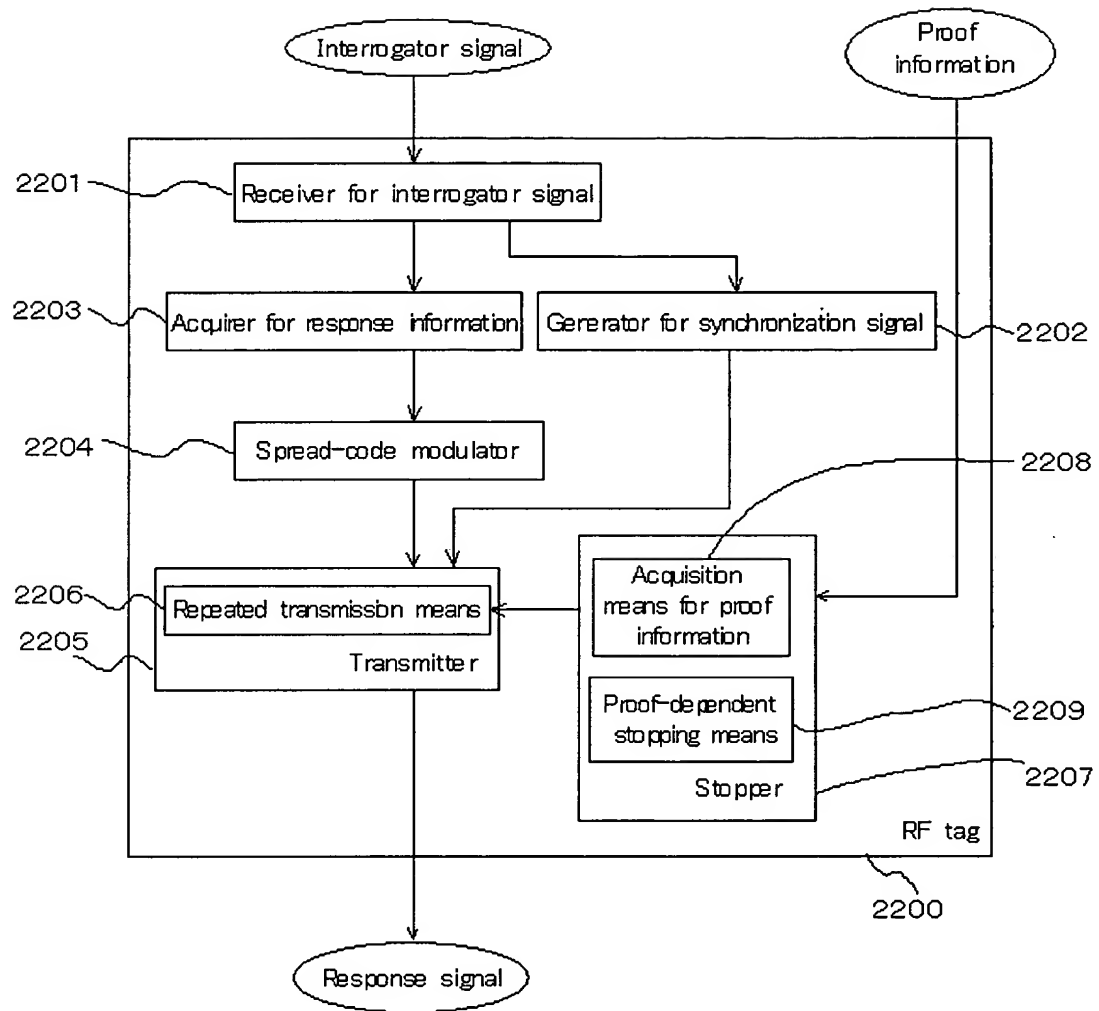 Interrogator signal
Proof
information
2201
Receiver for interrogator signal
2203
Acquirer for response information
Generator for synchronization signal
2202
2204
Spread-code modulator
2208
Acquisition
means for proof
information
2206
Repeated transmission means
2205
Transmitter
Proof-dependent
stopping means
2209
Stopper
2207
RF tag
2200
Response signal